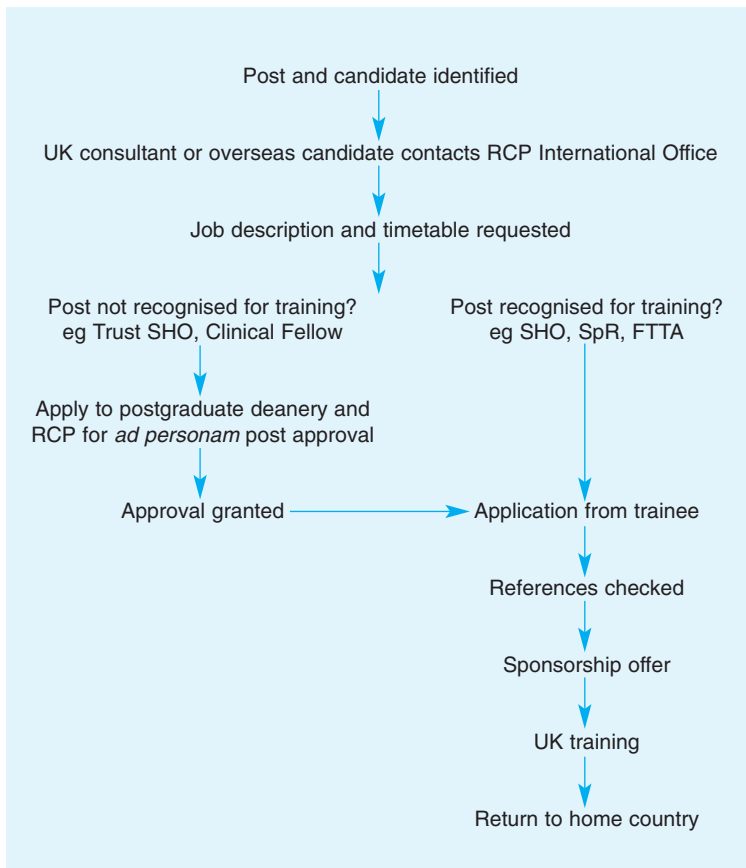 Post and candidate identified
UK consultant or overseas candidate contacts RCP International Office
Job description and timetable requested
Post not recognised for training?
eg Trust SHO, Clinical Fellow
Post recognised for training?
eg SHO, SpR, FTTA
Apply to postgraduate deanery and
RCP for ad personam post approval
Approval granted
Application from trainee
References checked
Sponsorship offer
UK training
Return to home country